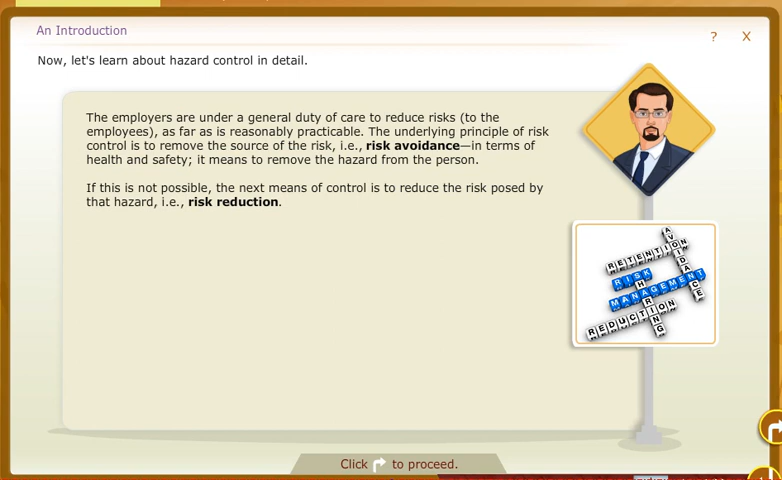 An Introduction
? X
Now, let's learn about hazard control in detail.
The employers are under a general duty of care to reduce risks (to the
employees), as far as is reasonably practicable. The underlying principle of risk
control is to remove the source of the risk, i.e., risk avoidance—in terms of
health and safety; it means to remove the hazard from the person.
If this is not possible, the next means of control is to reduce the risk posed by
that hazard, i.e., risk reduction.
AVOIDANCE
RETENTION
RISK
MANAGEMENT
SHARING
REDUCTION
Click to proceed.